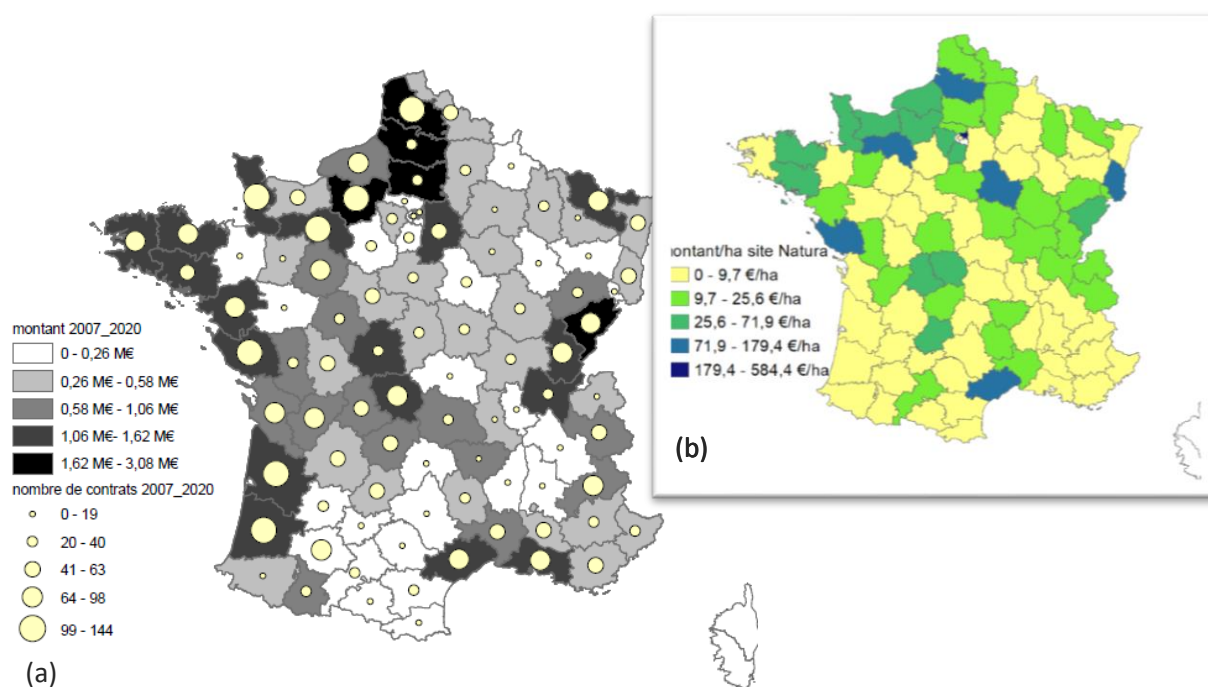 montant 2007_2020
0 - 0,26 M€
0,26 M€ - 0,58 M€
0,58 M€ - 1,06 M€
1,06 M€- 1,62 M€
1,62 M€ - 3,08 M€
nombre de contrats 2007_2020
0 - 19
20 - 40
41 - 63
64 - 98
99 - 144
(a)
ontant/ha site Natura
0 - 9,7 €/ha
9,7 - 25,6 €/ha
25,6 - 71,9 €/ha
71,9 - 179,4 €/ha
179,4 - 584,4 €/ha
(b)